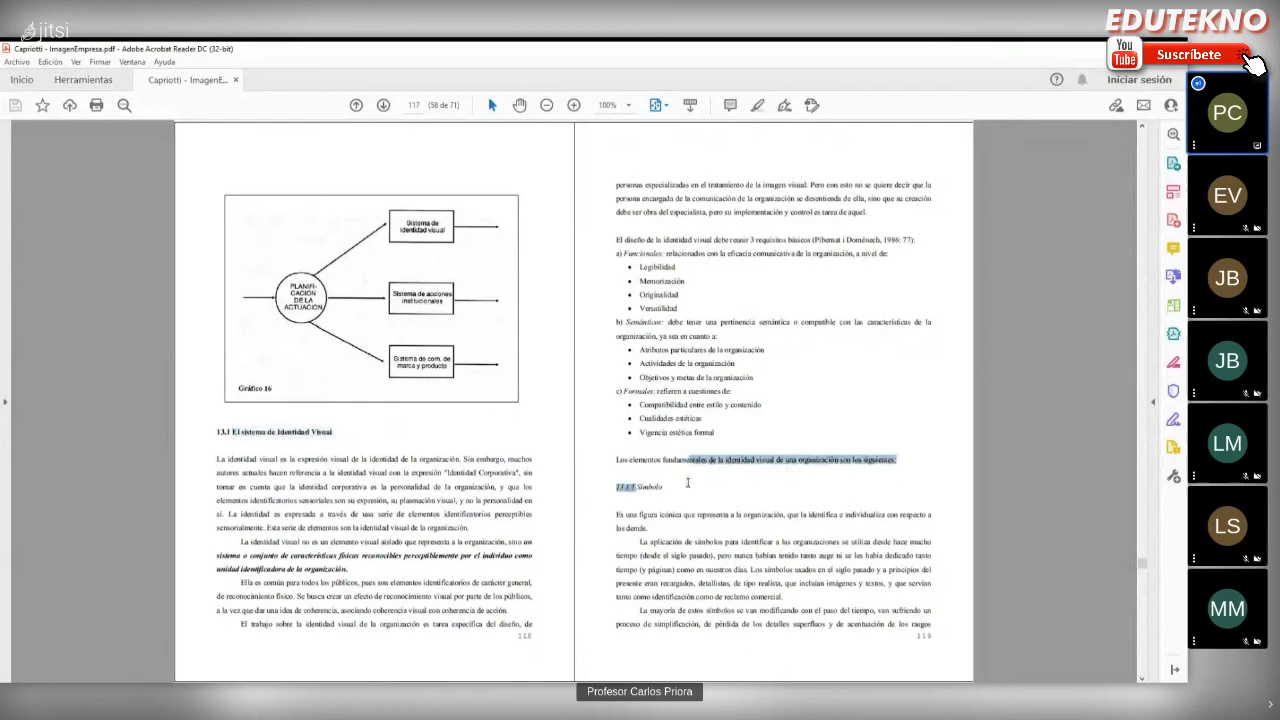 jitsi
EDUTEKNO
You Tube
Suscríbete
Capriotti - ImagenEmpresa.pdf - Adobe Acrobat Reader DC (32-bit)
Archivo Edición Ver Firmar Ventana Ayuda
Inicio Herramientas Capriotti - ImagenE... × Iniciar sesión
117 (58 de 71) 100%
PC
EV
JB
JB
LM
LS
MM
PLANIFI-
CACION
DE LA
ACTUACION
Sistema de
identidad visual
Sistema de acciones
institucionales
Sistema de com. de
marca y producto
Gráfico 16
13.1 El sistema de Identidad Visual
La identidad visual es la expresión visual de la identidad de la organización. Sin embargo, muchos
autores actuales hacen referencia a la identidad visual con la expresión "Identidad Corporativa", sin
tomar en cuenta que la identidad corporativa es la personalidad de la organización, y que los
elementos identificatorios sensoriales son su expresión, su plasmación visual, y no la personalidad en
sí. La identidad es expresada a través de una serie de elementos identificatorios perceptibles
sensorialmente. Esta serie de elementos son la identidad visual de la organización.
La identidad visual no es un elemento visual aislado que representa a la organización, sino un
sistema o conjunto de características físicas reconocibles perceptiblemente por el individuo como
unidad identificadora de la organización.
Ella es común para todos los públicos, pues son elementos identificatorios de carácter general,
de reconocimiento físico. Se busca crear un efecto de reconocimiento visual por parte de los públicos,
a la vez que dar una idea de coherencia, asociando coherencia visual con coherencia de acción.
El trabajo sobre la identidad visual de la organización es tarea específica del diseño, de
118
personas especializadas en el tratamiento de la imagen visual. Pero con esto no se quiere decir que la
persona encargada de la comunicación de la organización se desentienda de ella, sino que su creación
debe ser obra del especialista, pero su implementación y control es tarea de aquel.
El diseño de la identidad visual debe reunir 3 requisitos básicos (Pibernat i Doménech, 1986: 77):
a) Funcionales: relacionados con la eficacia comunicativa de la organización, a nivel de:
• Legibilidad
• Memorización
• Originalidad
• Versatilidad
b) Semánticos: debe tener una pertinencia semántica o compatible con las características de la
organización, ya sea en cuanto a:
• Atributos particulares de la organización
• Actividades de la organización
• Objetivos y metas de la organización
c) Formales: refieren a cuestiones de:
• Compatibilidad entre estilo y contenido
• Cualidades estéticas
• Vigencia estética formal
Los elementos fundamentales de la identidad visual de una organización son los siguientes:
13.1.1 Símbolo
Es una figura icónica que representa a la organización, que la identifica e individualiza con respecto a
las demás.
La aplicación de símbolos para identificar a las organizaciones se utiliza desde hace mucho
tiempo (desde el siglo pasado), pero nunca habían tenido tanto auge ni se les había dedicado tanto
tiempo (y páginas) como en nuestros días. Los símbolos usados en el siglo pasado y a principios del
presente eran recargados, detallistas, de tipo realista, que incluían imágenes y textos, y que servían
tanto como identificación como de reclamo comercial.
La mayoría de estos símbolos se van modificando con el paso del tiempo, van sufriendo un
proceso de simplificación, de pérdida de los detalles superfluos y de acentuación de los rasgos
119
Profesor Carlos Priora